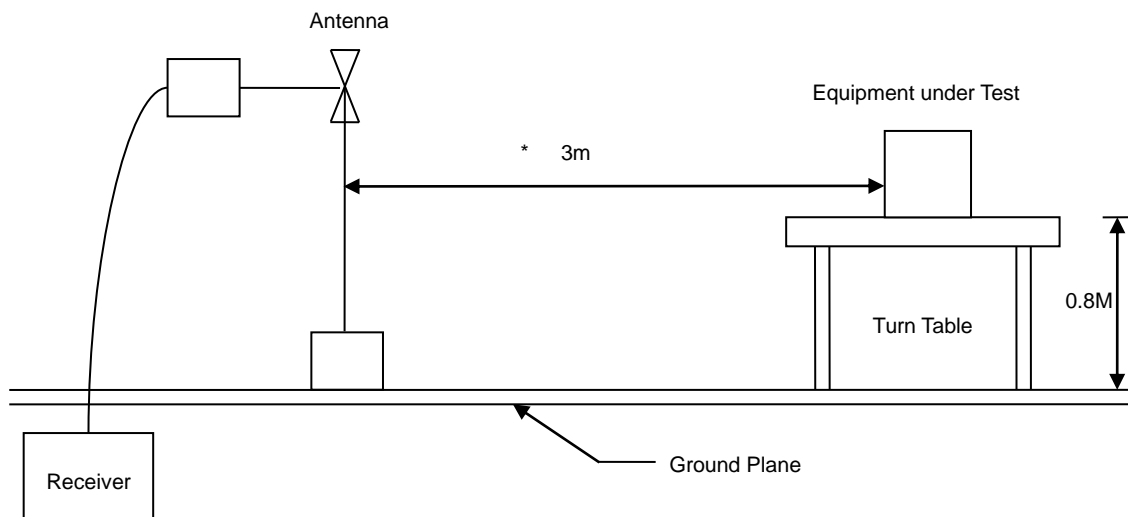 Antenna
Equipment under Test
* 3m
0.8M
Turn Table
Ground Plane
Receiver